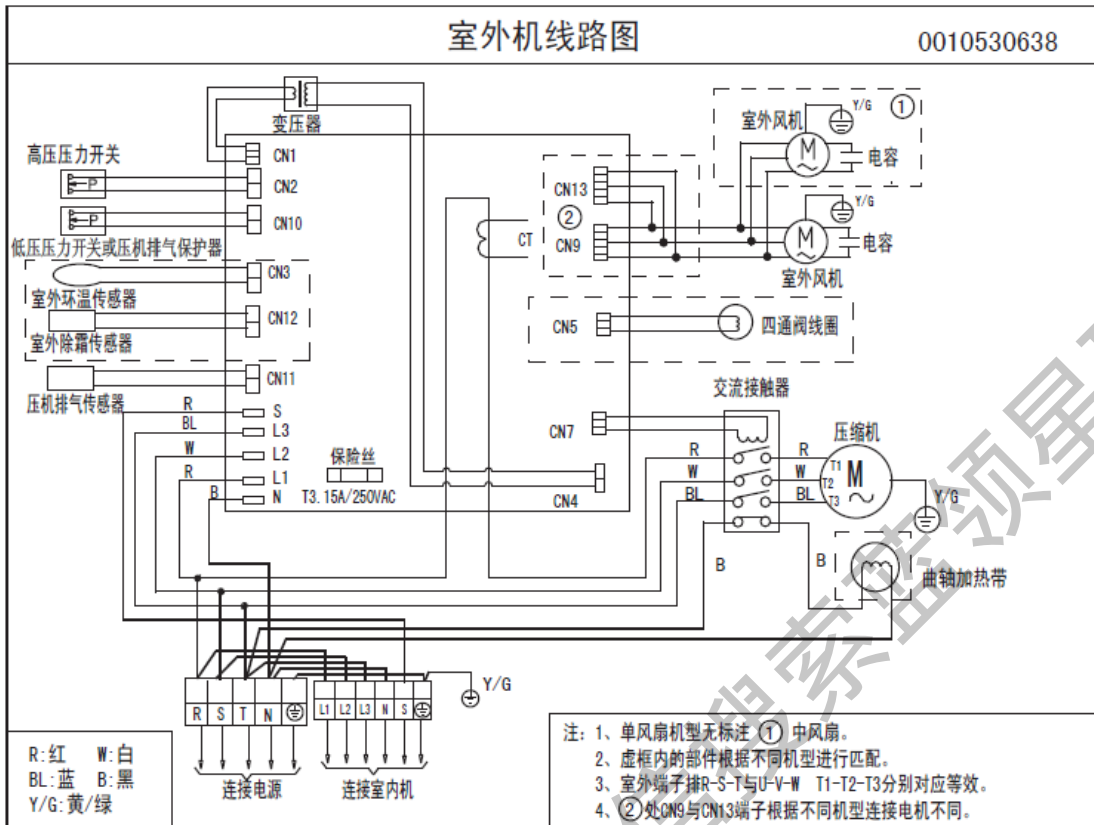 室外机线路图
0010530638
变压器
高压压力开关
CN1
CN2
CN10
低压压力开关或压机排气保护器
CN3
室外环温传感器
CN12
室外除霜传感器
CN11
压机排气传感器
P
P
R
S
BL
L3
W
L2
R
L1
B
N
保险丝
T3.15A/250VAC
CN13
②
CN9
CT
室外风机
Y/G
①
M
电容
Y/G
M
电容
室外风机
CN5
四通阀线圈
交流接触器
CN7
CN4
压缩机
R
W
BL
R
W
BL
T1
T2
T3
M
Y/G
B
B
曲轴加热带
R S T N
L1 L2 L3 N S
Y/G
连接电源
连接室内机
R:红 W:白
BL:蓝 B:黑
Y/G:黄/绿
注: 1、单风扇机型无标注①中风扇。
2、虚框内的部件根据不同机型进行匹配。
3、室外端子排R-S-T与U-V-W T1-T2-T3分别对应等效。
4、②处CN9与CN13端子根据不同机型连接电机不同。
信搜索蓝领星